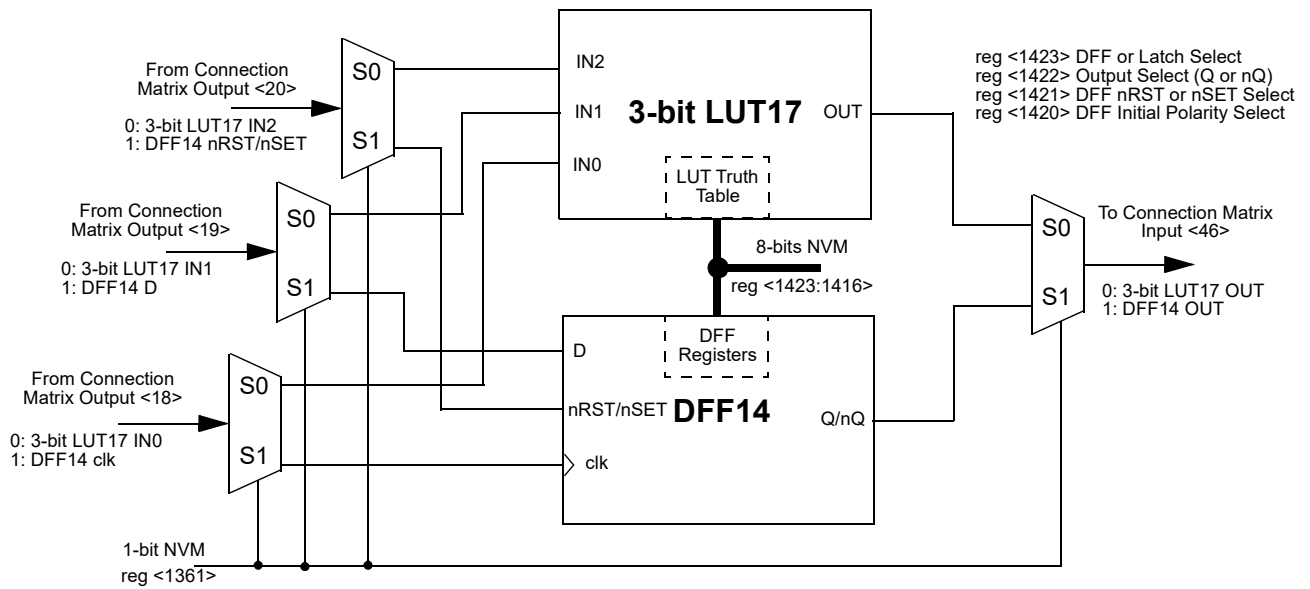 From Connection
Matrix Output <20>
0: 3-bit LUT17 IN2
1: DFF14 nRST/nSET
S0
S1
From Connection
Matrix Output <19>
0: 3-bit LUT17 IN1
1: DFF14 D
S0
S1
From Connection
Matrix Output <18>
0: 3-bit LUT17 IN0
1: DFF14 clk
S0
S1
1-bit NVM
reg <1361>
IN2
IN1
IN0
3-bit LUT17
OUT
LUT Truth
Table
8-bits NVM
reg <1423:1416>
DFF
Registers
D
nRST/nSET
DFF14
Q/nQ
clk
reg <1423> DFF or Latch Select
reg <1422> Output Select (Q or nQ)
reg <1421> DFF nRST or nSET Select
reg <1420> DFF Initial Polarity Select
S0
S1
To Connection Matrix
Input <46>
0: 3-bit LUT17 OUT
1: DFF14 OUT